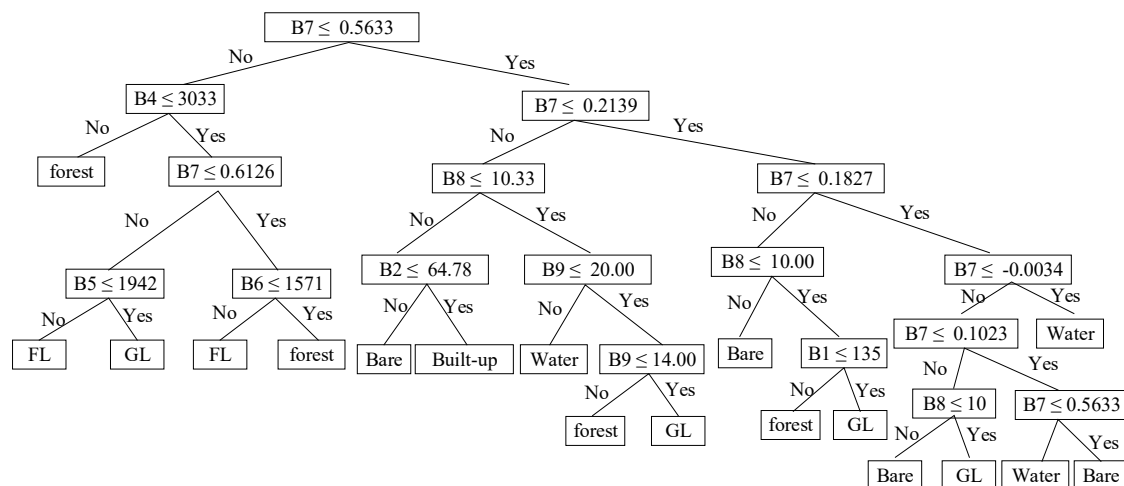 B7 ≤ 0.5633
No Yes
B4 ≤ 3033 B7 ≤ 0.2139
No Yes No Yes
forest B7 ≤ 0.6126 B8 ≤ 10.33 B7 ≤ 0.1827
No Yes No Yes No Yes
B5 ≤ 1942 B6 ≤ 1571 B2 ≤ 64.78 B9 ≤ 20.00 B8 ≤ 10.00 B7 ≤ -0.0034
No Yes No Yes No Yes No Yes No Yes No Yes
FL GL FL forest Bare Built-up Water B9 ≤ 14.00 Bare B1 ≤ 135 B7 ≤ 0.1023 Water
No Yes No Yes No Yes
forest GL forest GL B8 ≤ 10 B7 ≤ 0.5633
No Yes No Yes
Bare GL Water Bare